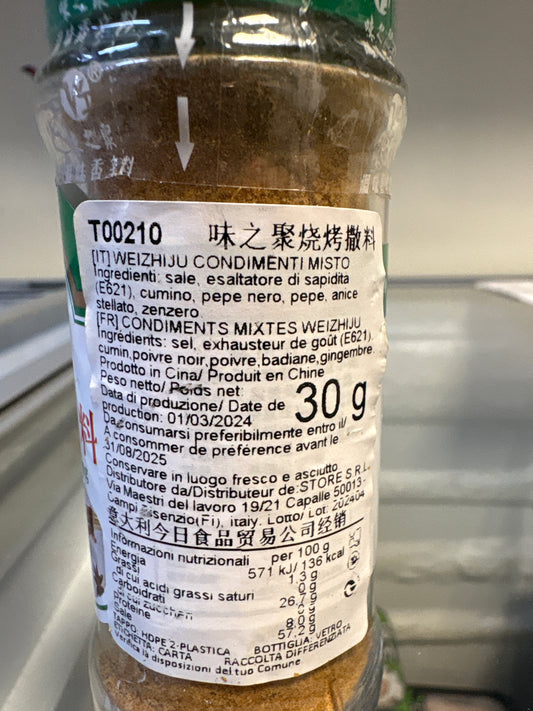 T00210 味之聚烧烤撒料
[IT] WEIZHIJU CONDIMENTI MISTO
Ingredienti: sale, esaltatore di sapidita
(E621), cumino, pepe nero, pepe, anice
stellato, zenzero
[FR] CONDIMENTS MIXTES WEIZHIJU
Ingrédients: sel, exhausteur de goût (E621),
cumin,poivre noir,poivre,badiane,gingembre.
Prodotto in Cina/ Produit en Chine
Peso netto/ Poids net:
30 g
Data di produzione/ Date de
production: 01/03/2024
Da consumarsi preferibilmente entro il/
A consommer de préférence avant le
31/08/2025
Conservare in luogo fresco e asciutto
Distributore da/Distributeur de:STORE S.R.L.
Via Maestri del lavoro 19/21 Capalle 50013-
Campi Bisenzio(Fi), italy. Lotto/ Lot: 202404
意大利今日食品贸易公司经销
Informazioni nutrizionali per 100 g
Energia 571 kJ/ 136 kcal
Grassi 1.3 g
di cui acidi grassi saturi 0 g
Carboidrati 26.7 g
di cui zuccheri
Proteine 8.0 g
Sale 57.2 g
TAPPO: HDPE 2-PLASTICA BOTTIGLIA: VETRO
ETICHETTA: CARTA RACCOLTA DIFFERENZIATA
Verifica le disposizioni del tuo Comune
料